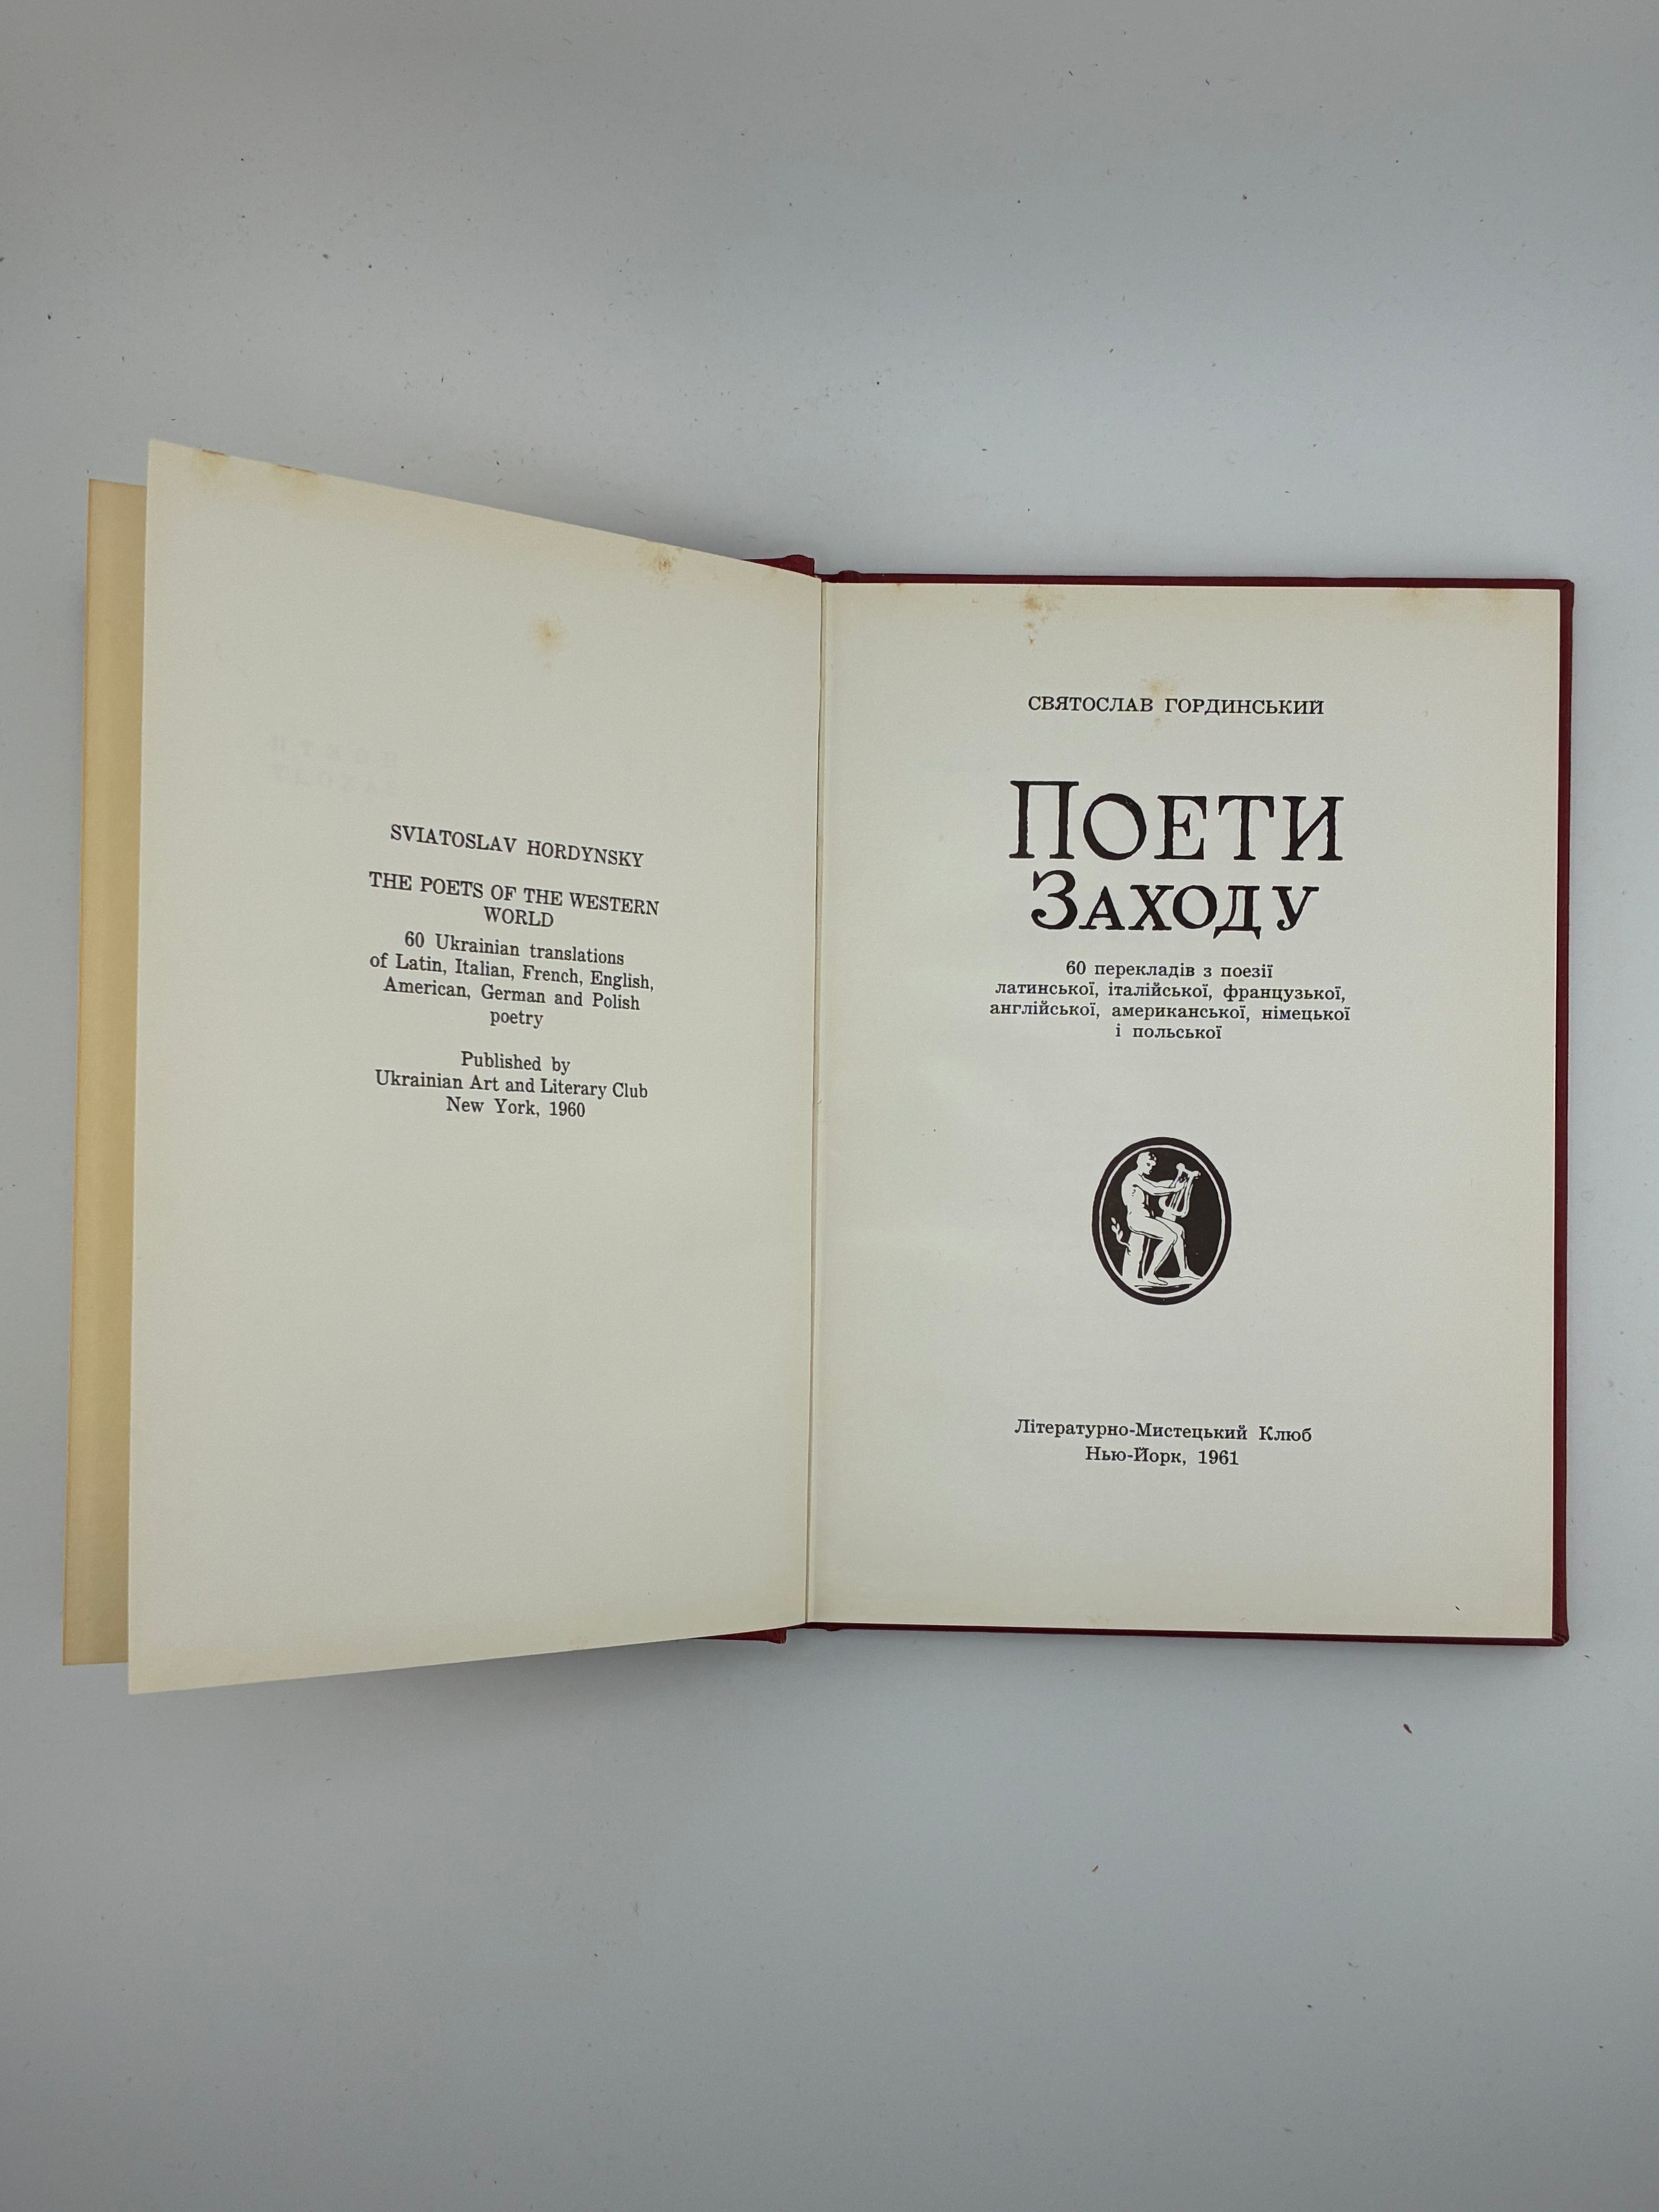 SVIATOSLAV HORDYNSKY
THE POETS OF THE WESTERN
WORLD
60 Ukrainian translations
of Latin, Italian, French, English,
American, German and Polish
poetry
Published by
Ukrainian Art and Literary Club
New York, 1960
СВЯТОСЛАВ ГОРДИНСЬКИЙ
ПОЕТИ
ЗАХОДУ
60 перекладів з поезії
латинської, італійської, французької,
англійської, американської, німецької
і польської
Літературно-Мистецький Клюб
Нью-Йорк, 1961